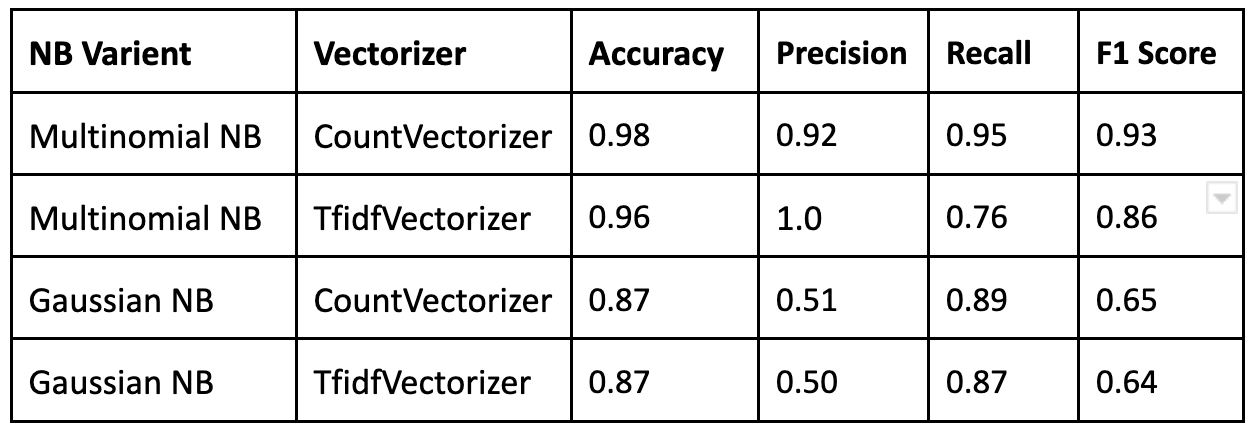 NB Varient Vectorizer Accuracy Precision Recall F1 Score
Multinomial NB CountVectorizer 0.98 0.92 0.95 0.93
Multinomial NB TfidfVectorizer 0.96 1.0 0.76 0.86
Gaussian NB CountVectorizer 0.87 0.51 0.89 0.65
Gaussian NB TfidfVectorizer 0.87 0.50 0.87 0.64